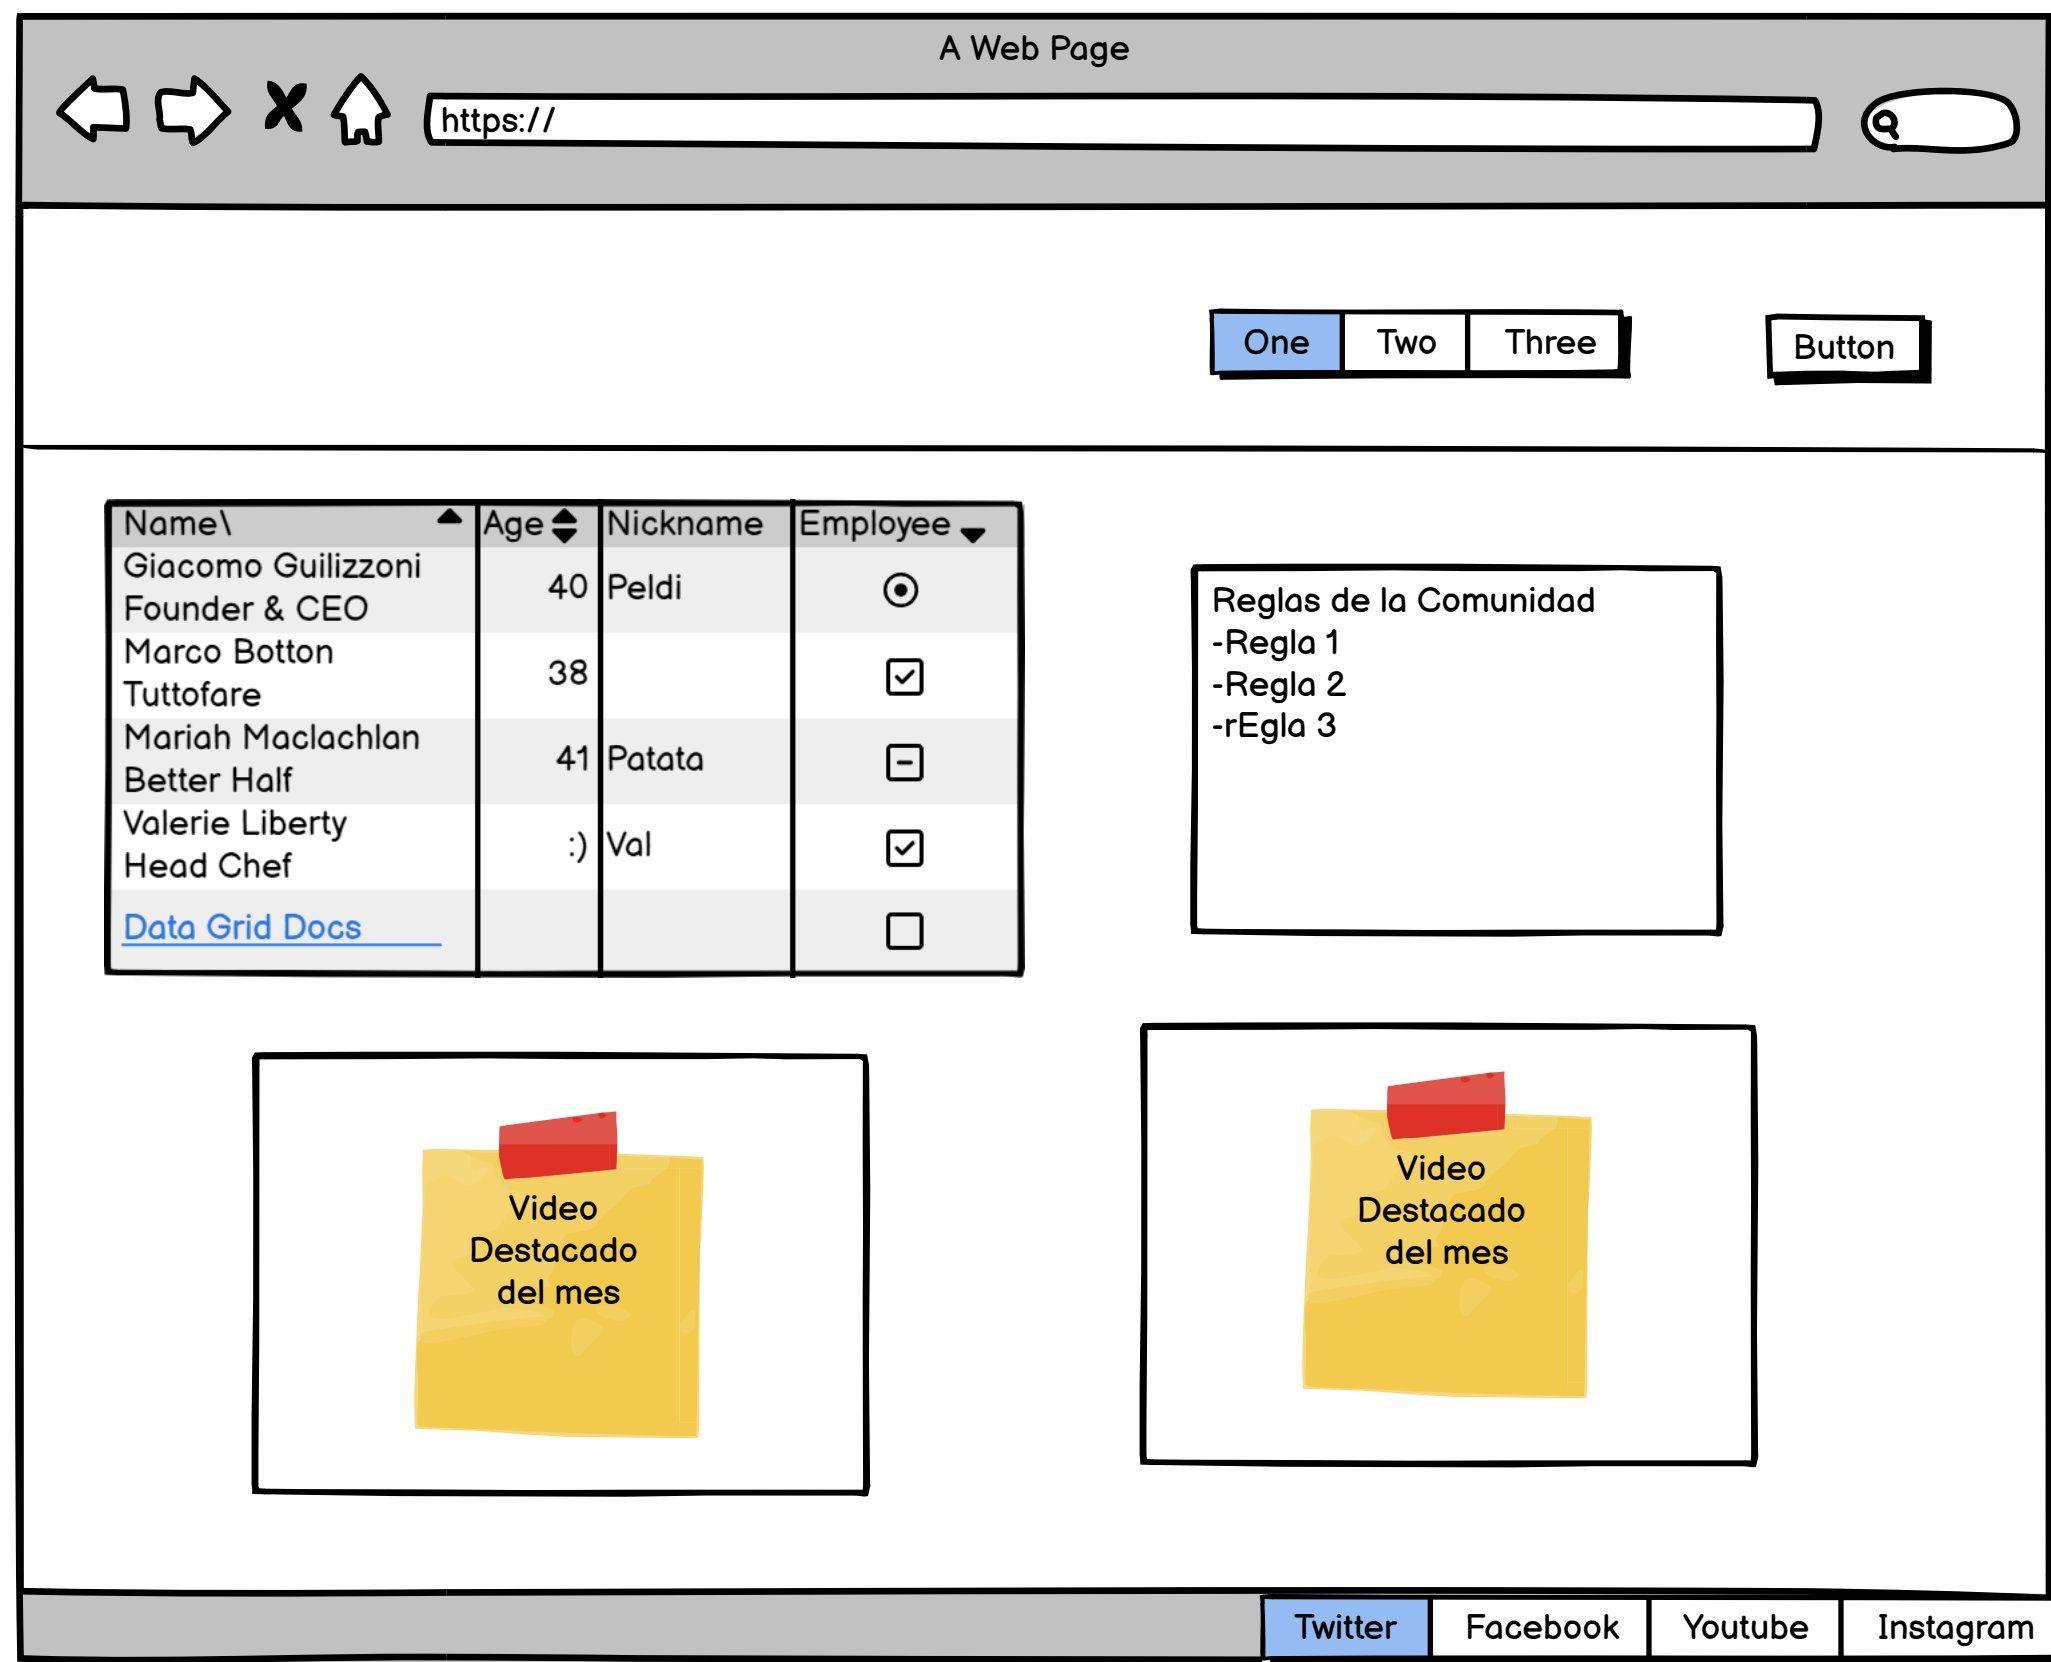 A Web Page
https://
One Two Three Button
Name\ Age Nickname Employee
Giacomo Guilizzoni
Founder & CEO
40 Peldi
Marco Botton
Tuttofare
38
Mariah Maclachlan
Better Half
41 Patata
Valerie Liberty
Head Chef
:) Val
Data Grid Docs
Reglas de la Comunidad
-Regla 1
-Regla 2
-rEgla 3
Video
Destacado
del mes
Video
Destacado
del mes
Twitter Facebook Youtube Instagram